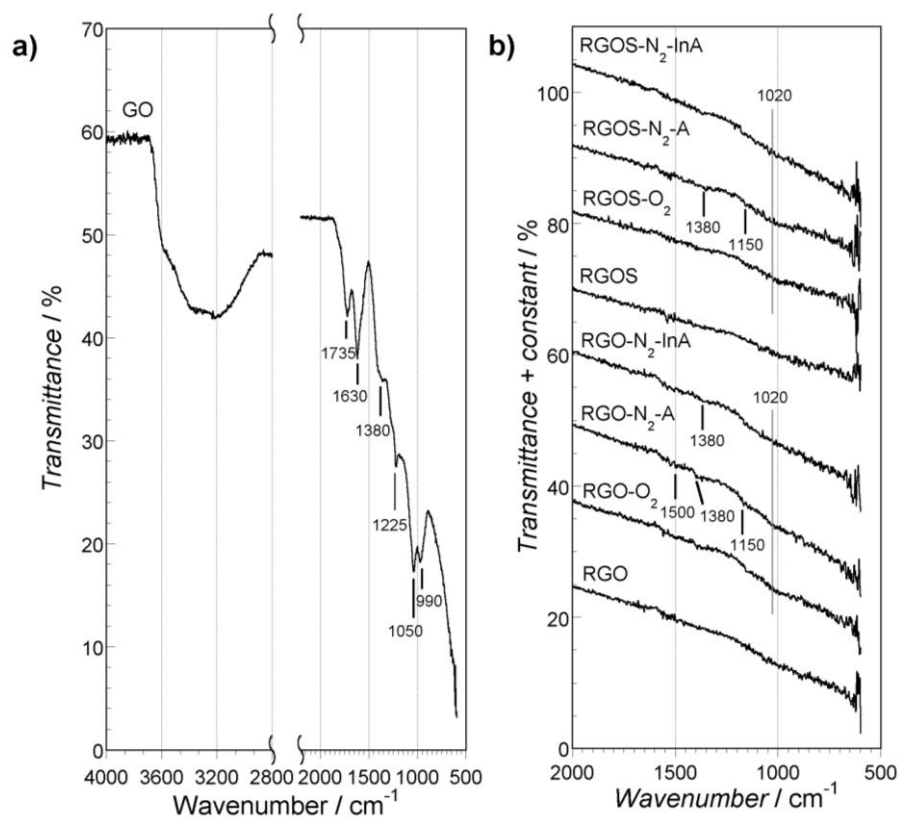 a)
70
60
50
40
30
20
10
0
Transmittance / %
GO
1735
1630
1380
1225
990
1050
4000 3600 3200 2800 2000 1500 1000 500
Wavenumber / cm⁻¹
b)
100
80
60
40
20
0
Transmittance + constant / %
RGOS-N₂-InA
1020
RGOS-N₂-A
1380
1150
RGOS-O₂
RGOS
RGO-N₂-InA
1020
1380
RGO-N₂-A
1500
1380
1150
RGO-O₂
RGO
2000 1500 1000 500
Wavenumber / cm⁻¹